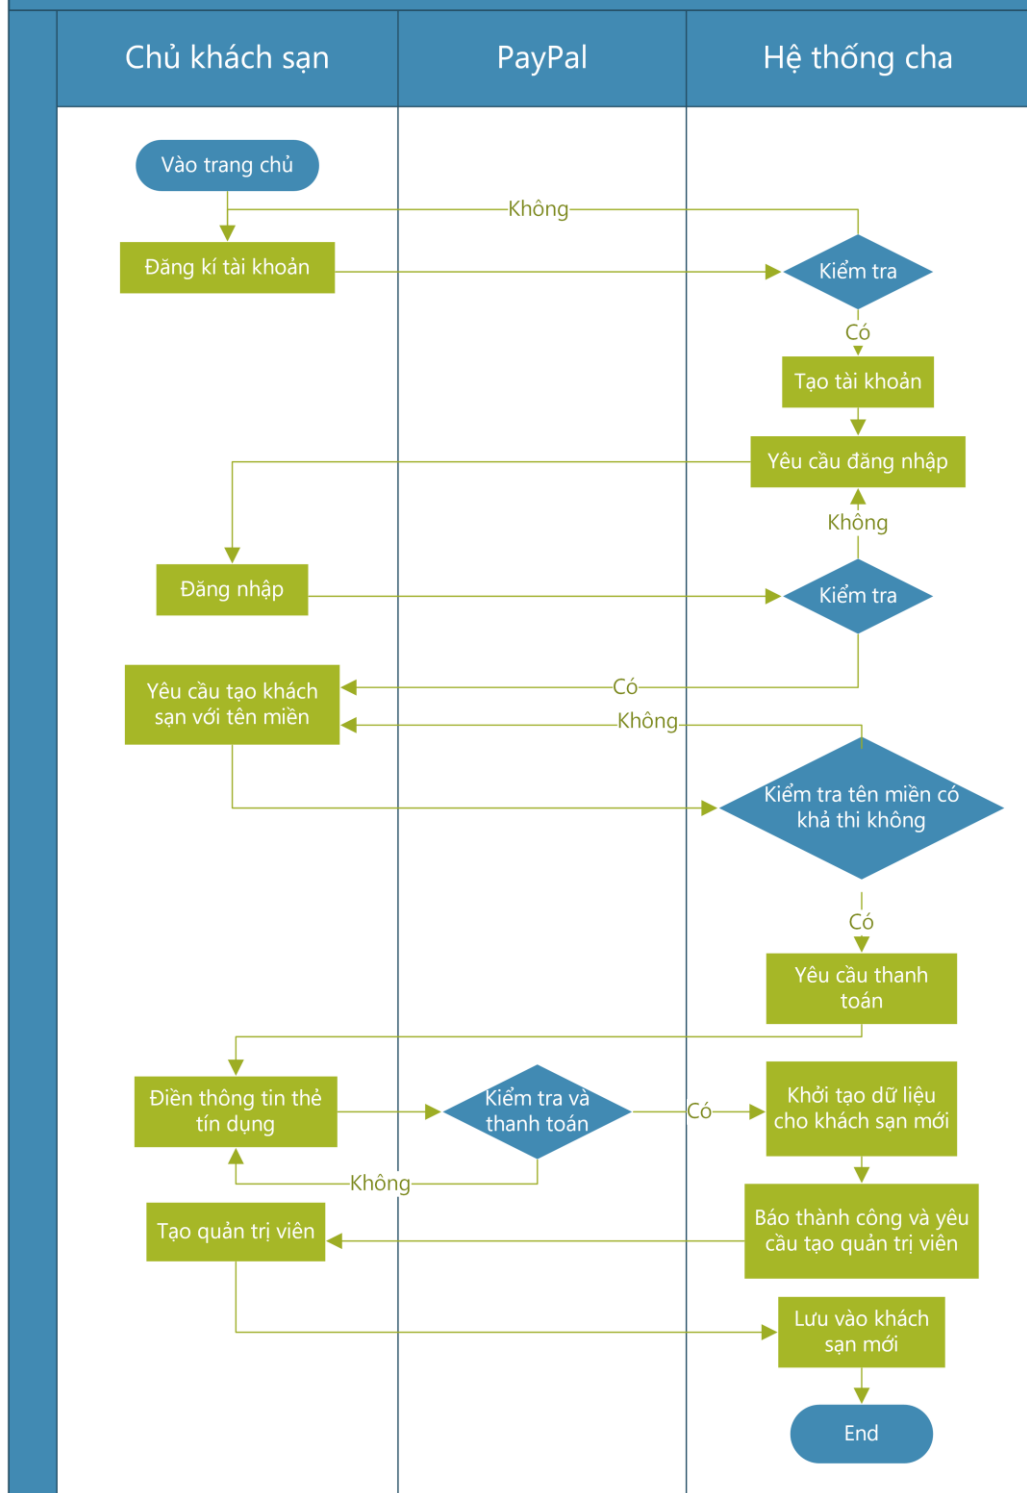 Chủ khách sạn
PayPal
Hệ thống cha
Vào trang chủ
Không
Đăng kí tài khoản
Kiểm tra
Có
Tạo tài khoản
Yêu cầu đăng nhập
Không
Đăng nhập
Kiểm tra
Có
Yêu cầu tạo khách
sạn với tên miền
Không
Kiểm tra tên miền có
khả thi không
Có
Yêu cầu thanh
toán
Điền thông tin thẻ
tín dụng
Kiểm tra và
thanh toán
Có
Khởi tạo dữ liệu
cho khách sạn mới
Không
Tạo quản trị viên
Báo thành công và yêu
cầu tạo quản trị viên
Lưu vào khách
sạn mới
End